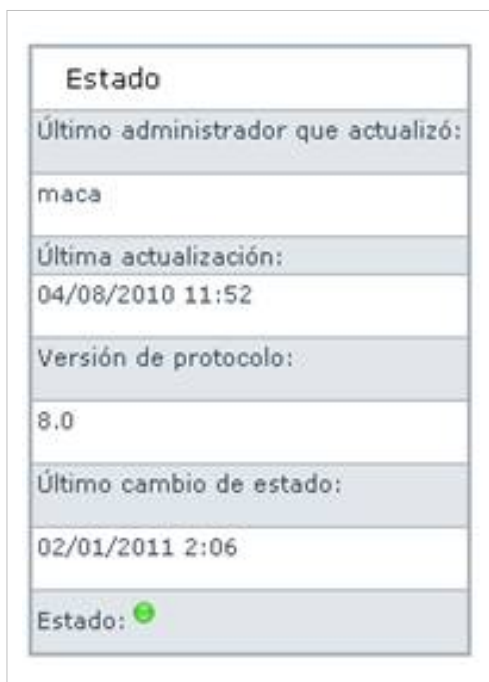 Estado
Último administrador que actualizó:
maca
Última actualización:
04/08/2010 11:52
Versión de protocolo:
8.0
Último cambio de estado:
02/01/2011 2:06
Estado: